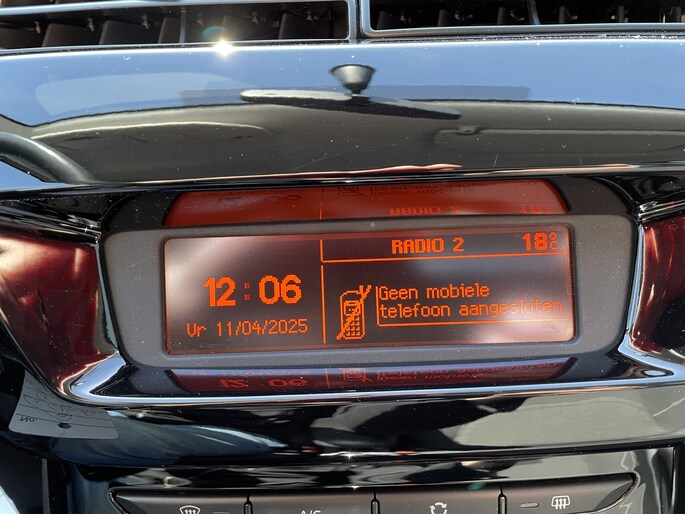 RADIO 2
18°C
12:06
Vr 11/04/2025
Geen mobiele
telefoon aangesloten
A/C